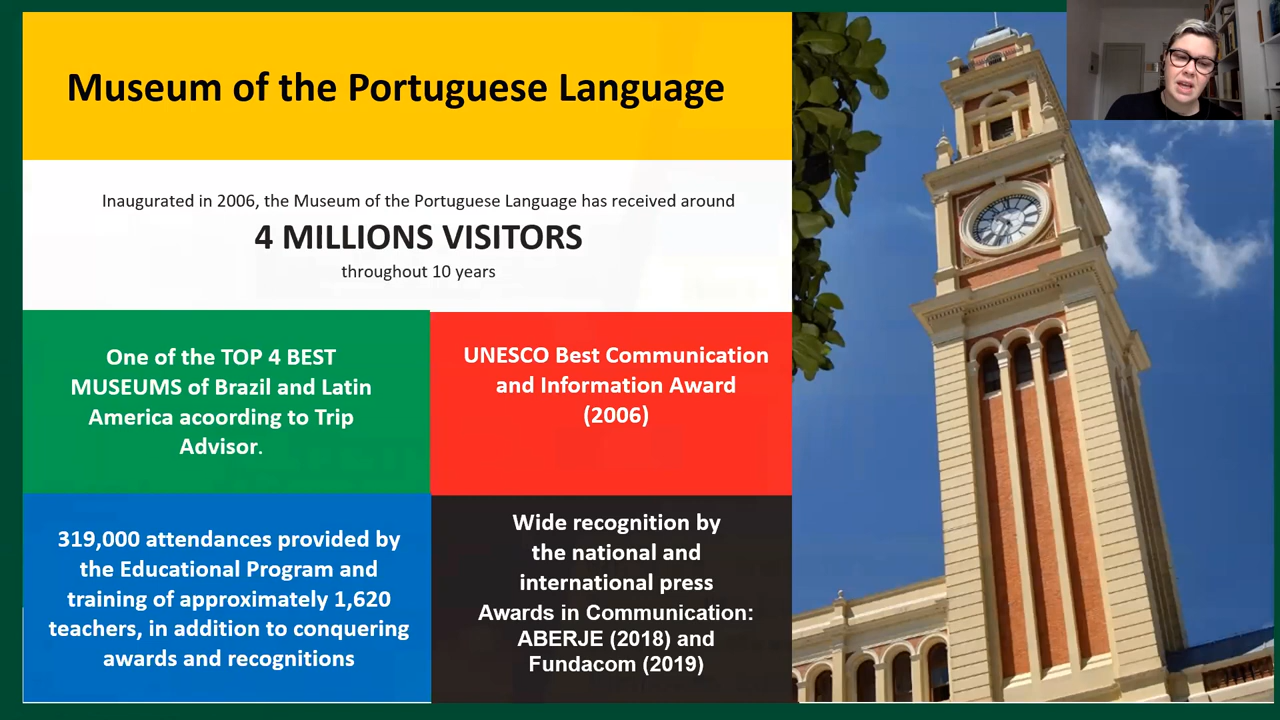 Museum of the Portuguese Language
Inaugurated in 2006, the Museum of the Portuguese Language has received around
4 MILLIONS VISITORS
throughout 10 years
One of the TOP 4 BEST
MUSEUMS of Brazil and Latin
America acoording to Trip
Advisor.
UNESCO Best Communication
and Information Award
(2006)
319,000 attendances provided by
the Educational Program and
training of approximately 1,620
teachers, in addition to conquering
awards and recognitions
Wide recognition by
the national and
international press
Awards in Communication:
ABERJE (2018) and
Fundacom (2019)